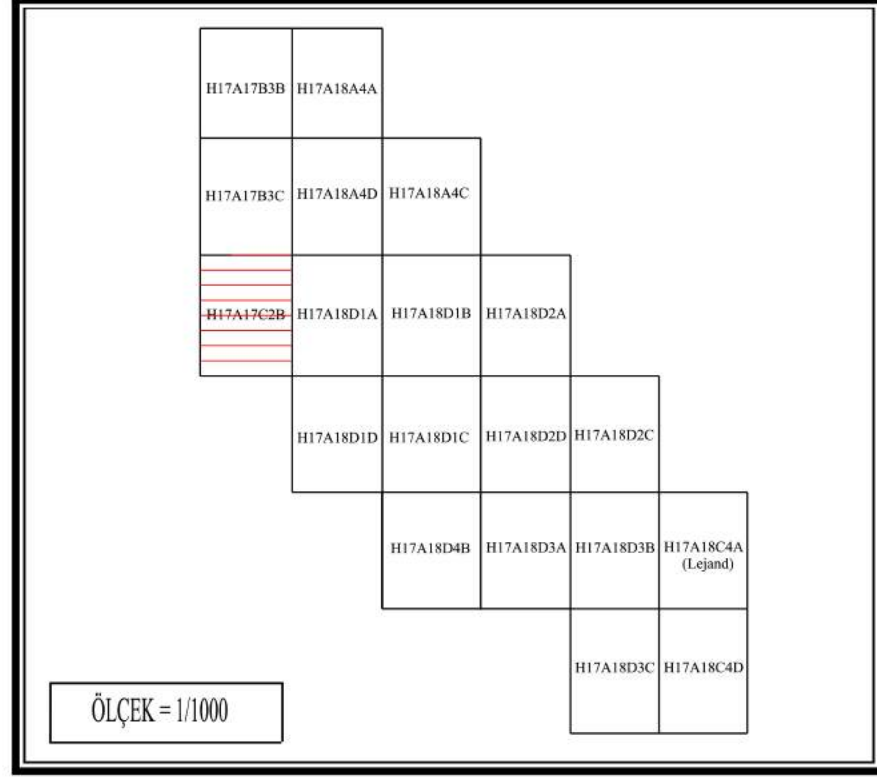 H17A17B3B H17A18A4A
H17A17B3C H17A18A4D H17A18A4C
H17A17C2B H17A18D1A H17A18D1B H17A18D2A
H17A18D1D H17A18D1C H17A18D2D H17A18D2C
H17A18D4B H17A18D3A H17A18D3B H17A18C4A
(Lejand)
H17A18D3C H17A18C4D
ÖLÇEK = 1/1000